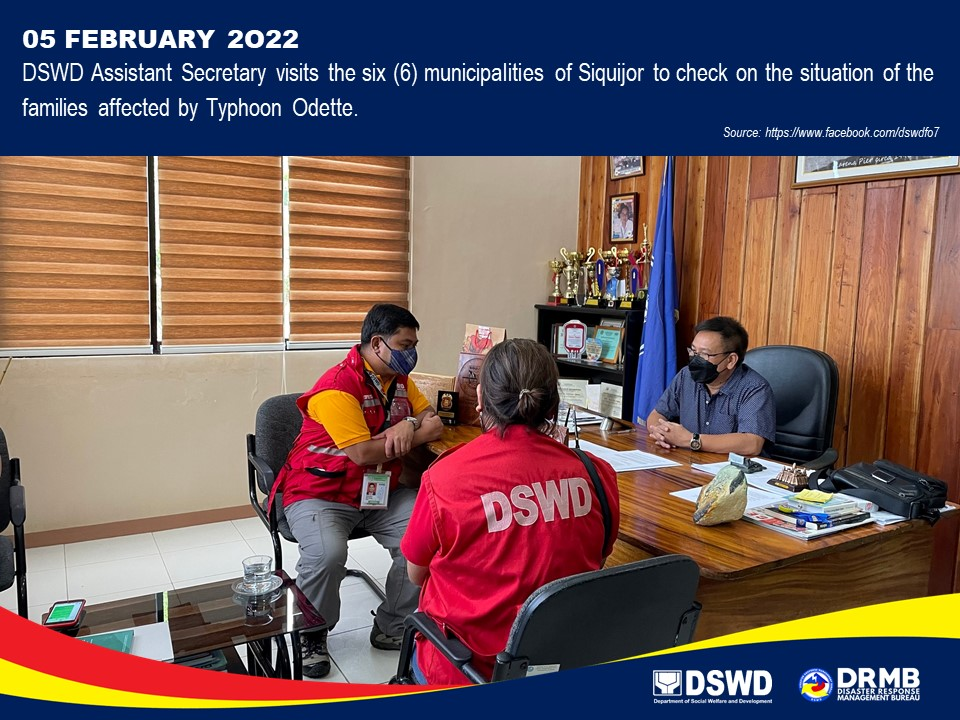 05 FEBRUARY 2022
DSWD Assistant Secretary visits the six (6) municipalities of Siquijor to check on the situation of the
families affected by Typhoon Odette.
Source: https://www.facebook.com/dswdfo7
DSWD
DSWD
Department of Social Welfare and Development
DRMB
DISASTER RESPONSE
MANAGEMENT BUREAU